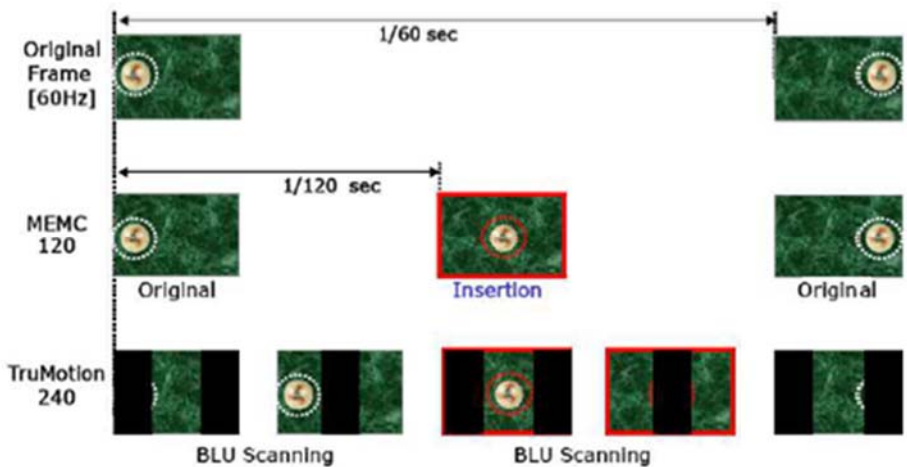 1/60 sec
Original
Frame
[60Hz]
1/120 sec
MEMC
120
Original
Insertion
Original
TruMotion
240
BLU Scanning
BLU Scanning